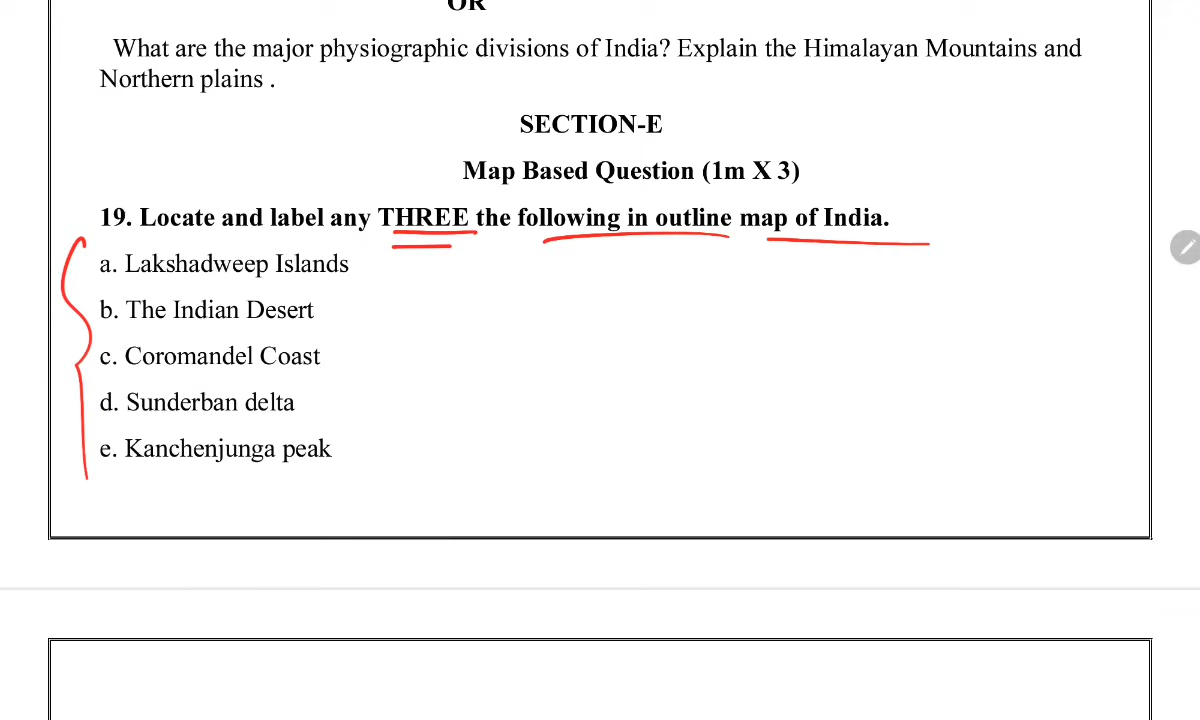 OR
What are the major physiographic divisions of India? Explain the Himalayan Mountains and
Northern plains .
SECTION-E
Map Based Question (1m X 3)
19. Locate and label any THREE the following in outline map of India.
a. Lakshadweep Islands
b. The Indian Desert
c. Coromandel Coast
d. Sunderban delta
e. Kanchenjunga peak